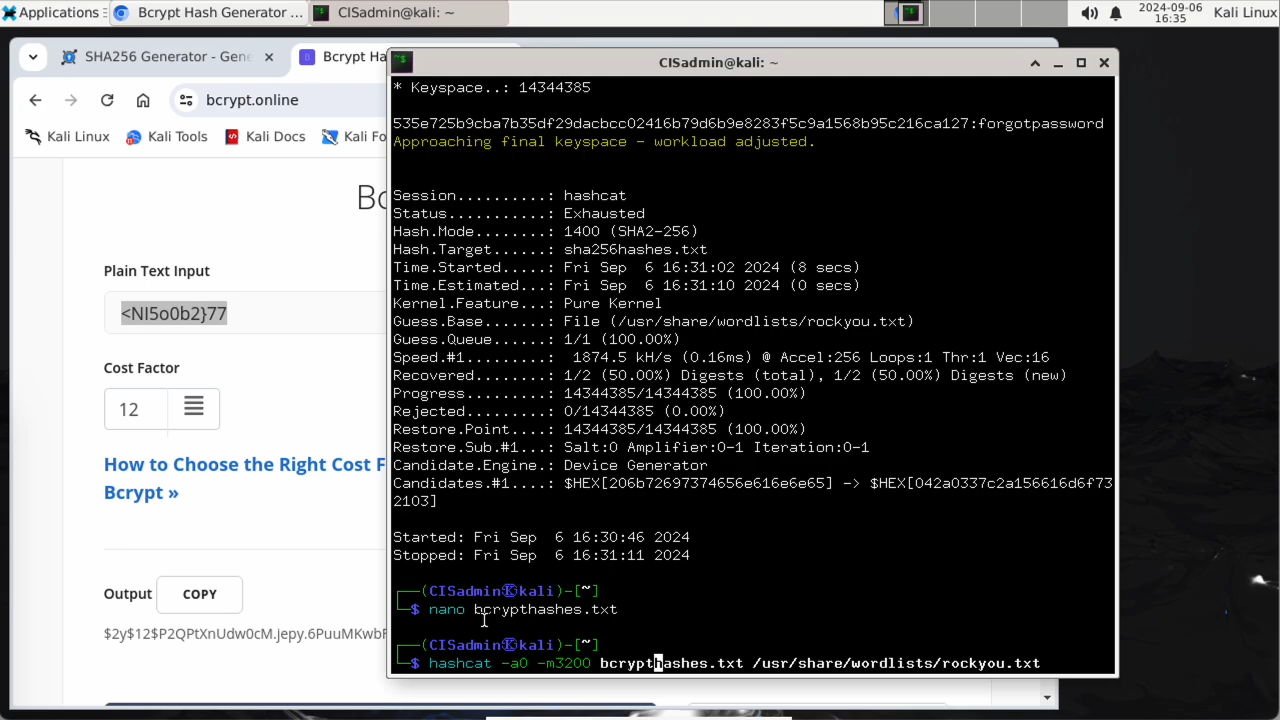 Applications
Bcrypt Hash Generator ...
CISadmin@kali: ~
2024-09-06
16:35
Kali Linux
SHA256 Generator - Gene
Bcrypt Ha
bcrypt.online
Kali Linux
Kali Tools
Kali Docs
Kali Fo
Bc
Plain Text Input
<NI5o0b2}77
Cost Factor
12
How to Choose the Right Cost F
Bcrypt »
Output
COPY
$2y$12$P2QPtXnUdw0cM.jepy.6PuuMKwbF
CISadmin@kali: ~
* Keyspace..: 14344385
535e725b9cba7b35df29dacbcc02416b79d6b9e8283f5c9a1568b95c216ca127:forgotpassword
Approaching final keyspace - workload adjusted.
Session..........: hashcat
Status...........: Exhausted
Hash.Mode........: 1400 (SHA2-256)
Hash.Target......: sha256hashes.txt
Time.Started.....: Fri Sep  6 16:31:02 2024 (8 secs)
Time.Estimated...: Fri Sep  6 16:31:10 2024 (0 secs)
Kernel.Feature...: Pure Kernel
Guess.Base.......: File (/usr/share/wordlists/rockyou.txt)
Guess.Queue......: 1/1 (100.00%)
Speed.#1.........:  1874.5 kH/s (0.16ms) @ Accel:256 Loops:1 Thr:1 Vec:16
Recovered........: 1/2 (50.00%) Digests (total), 1/2 (50.00%) Digests (new)
Progress.........: 14344385/14344385 (100.00%)
Rejected.........: 0/14344385 (0.00%)
Restore.Point....: 14344385/14344385 (100.00%)
Restore.Sub.#1...: Salt:0 Amplifier:0-1 Iteration:0-1
Candidate.Engine.: Device Generator
Candidates.#1....: $HEX[206b72697374656e616e6e65] -> $HEX[042a0337c2a156616d6f73
2103]
Started: Fri Sep  6 16:30:46 2024
Stopped: Fri Sep  6 16:31:11 2024
┌──(CISadmin㉿kali)-[~]
└─$ nano bcrypthashes.txt
┌──(CISadmin㉿kali)-[~]
└─$ hashcat -a0 -m3200 bcrypthashes.txt /usr/share/wordlists/rockyou.txt